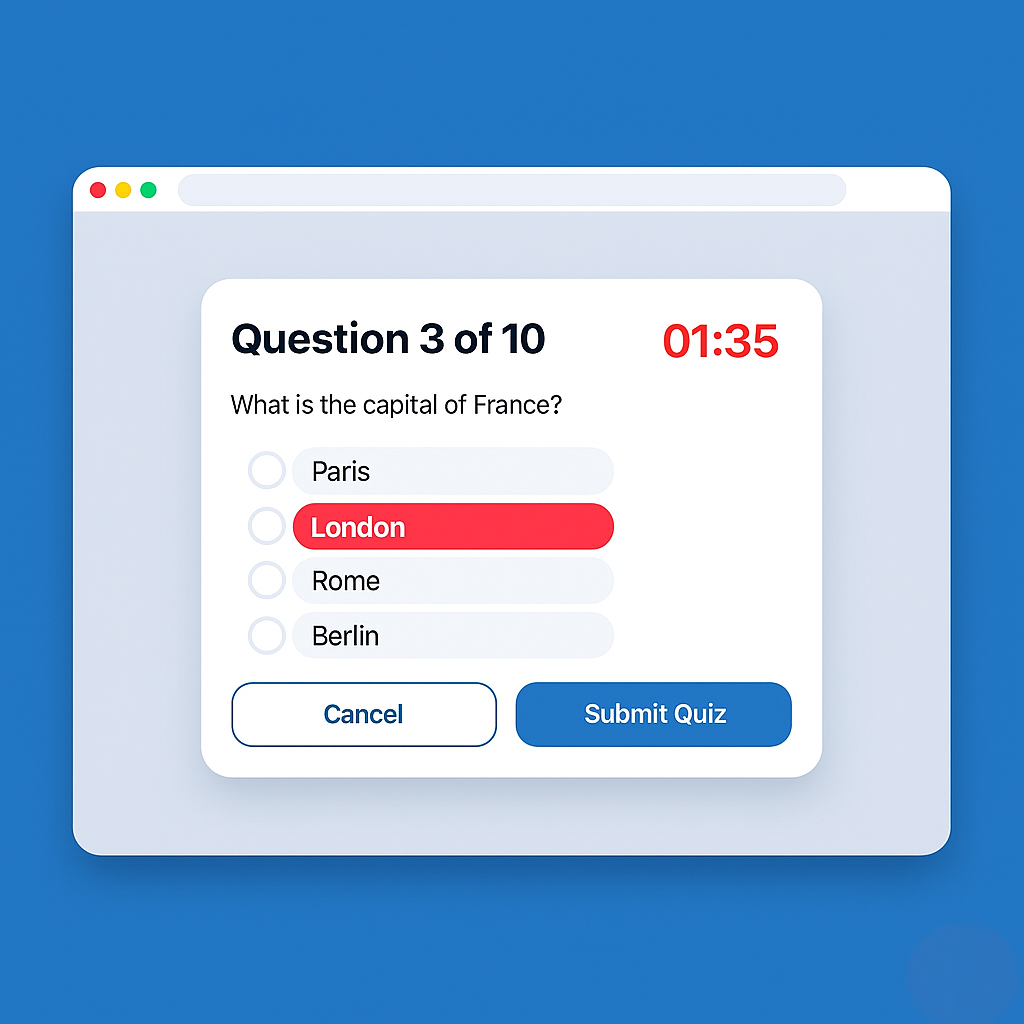 Question 3 of 10
01:35
What is the capital of France?
Paris
London
Rome
Berlin
Cancel
Submit Quiz